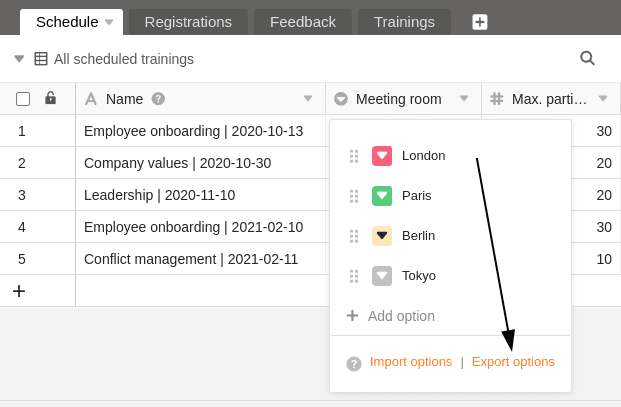 Schedule Registrations Feedback Trainings
All scheduled trainings
Name ? Meeting room Max. parti…
1 Employee onboarding | 2020-10-13 30
2 Company values | 2020-10-30 20
3 Leadership | 2020-11-10 20
4 Employee onboarding | 2021-02-10 30
5 Conflict management | 2021-02-11 10
London
Paris
Berlin
Tokyo
Add option
? Import options | Export options